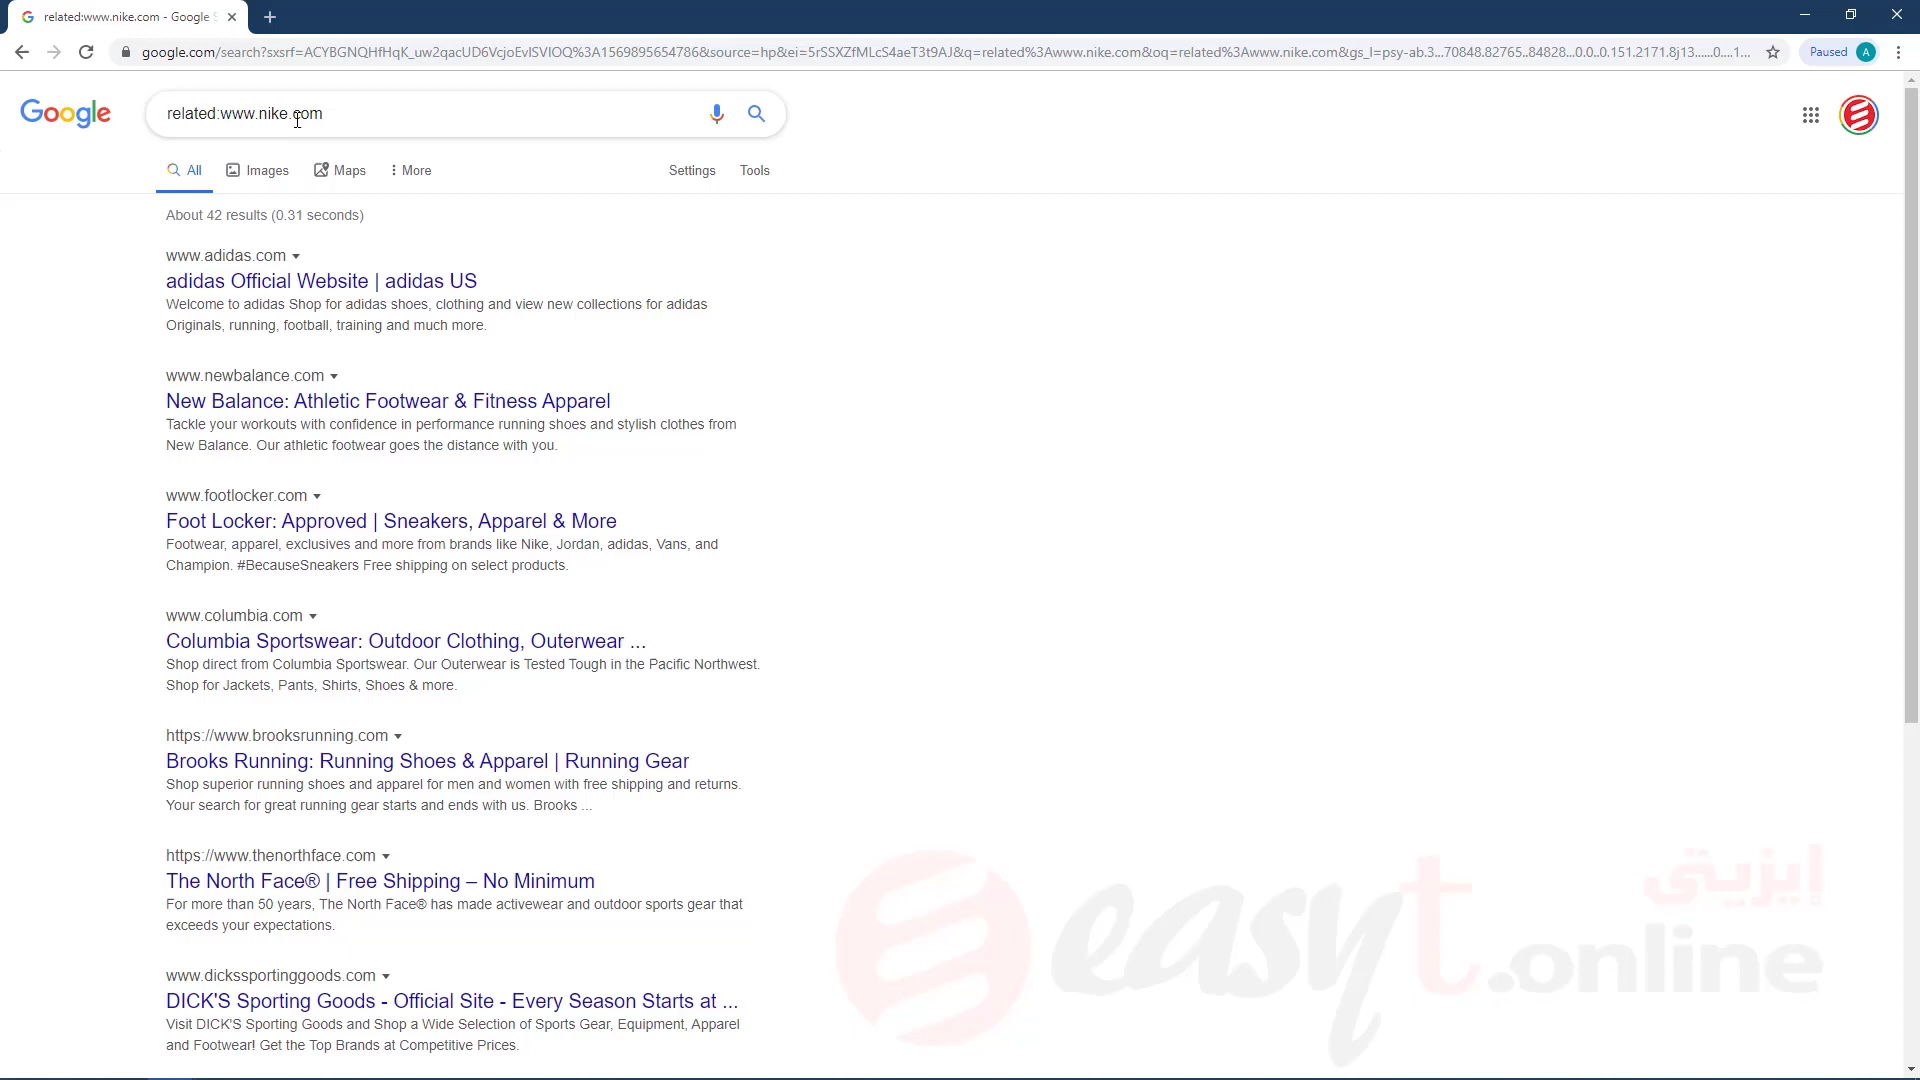 related:www.nike.com - Google S
google.com/search?sxsrf=ACYBGNQHfHqK_uw2qacUD6VcjoEvISVIOQ%3A1569895654786&source=hp&ei=5rSSXZfMLcS4aeT3t9AJ&q=related%3Awww.nike.com&oq=related%3Awww.nike.com&gs_l=psy-ab.3...70848.82765..84828...0.0..0.151.2171.8j13......0....1...
Paused A
Google
related:www.nike.com
All Images Maps More Settings Tools
About 42 results (0.31 seconds)
www.adidas.com
adidas Official Website | adidas US
Welcome to adidas Shop for adidas shoes, clothing and view new collections for adidas
Originals, running, football, training and much more.
www.newbalance.com
New Balance: Athletic Footwear & Fitness Apparel
Tackle your workouts with confidence in performance running shoes and stylish clothes from
New Balance. Our athletic footwear goes the distance with you.
www.footlocker.com
Foot Locker: Approved | Sneakers, Apparel & More
Footwear, apparel, exclusives and more from brands like Nike, Jordan, adidas, Vans, and
Champion. #BecauseSneakers Free shipping on select products.
www.columbia.com
Columbia Sportswear: Outdoor Clothing, Outerwear ...
Shop direct from Columbia Sportswear. Our Outerwear is Tested Tough in the Pacific Northwest.
Shop for Jackets, Pants, Shirts, Shoes & more.
https://www.brooksrunning.com
Brooks Running: Running Shoes & Apparel | Running Gear
Shop superior running shoes and apparel for men and women with free shipping and returns.
Your search for great running gear starts and ends with us. Brooks ...
https://www.thenorthface.com
The North Face® | Free Shipping – No Minimum
For more than 50 years, The North Face® has made activewear and outdoor sports gear that
exceeds your expectations.
www.dickssportinggoods.com
DICK'S Sporting Goods - Official Site - Every Season Starts at ...
Visit DICK'S Sporting Goods and Shop a Wide Selection of Sports Gear, Equipment, Apparel
and Footwear! Get the Top Brands at Competitive Prices.
إيزيتى
easyt.online